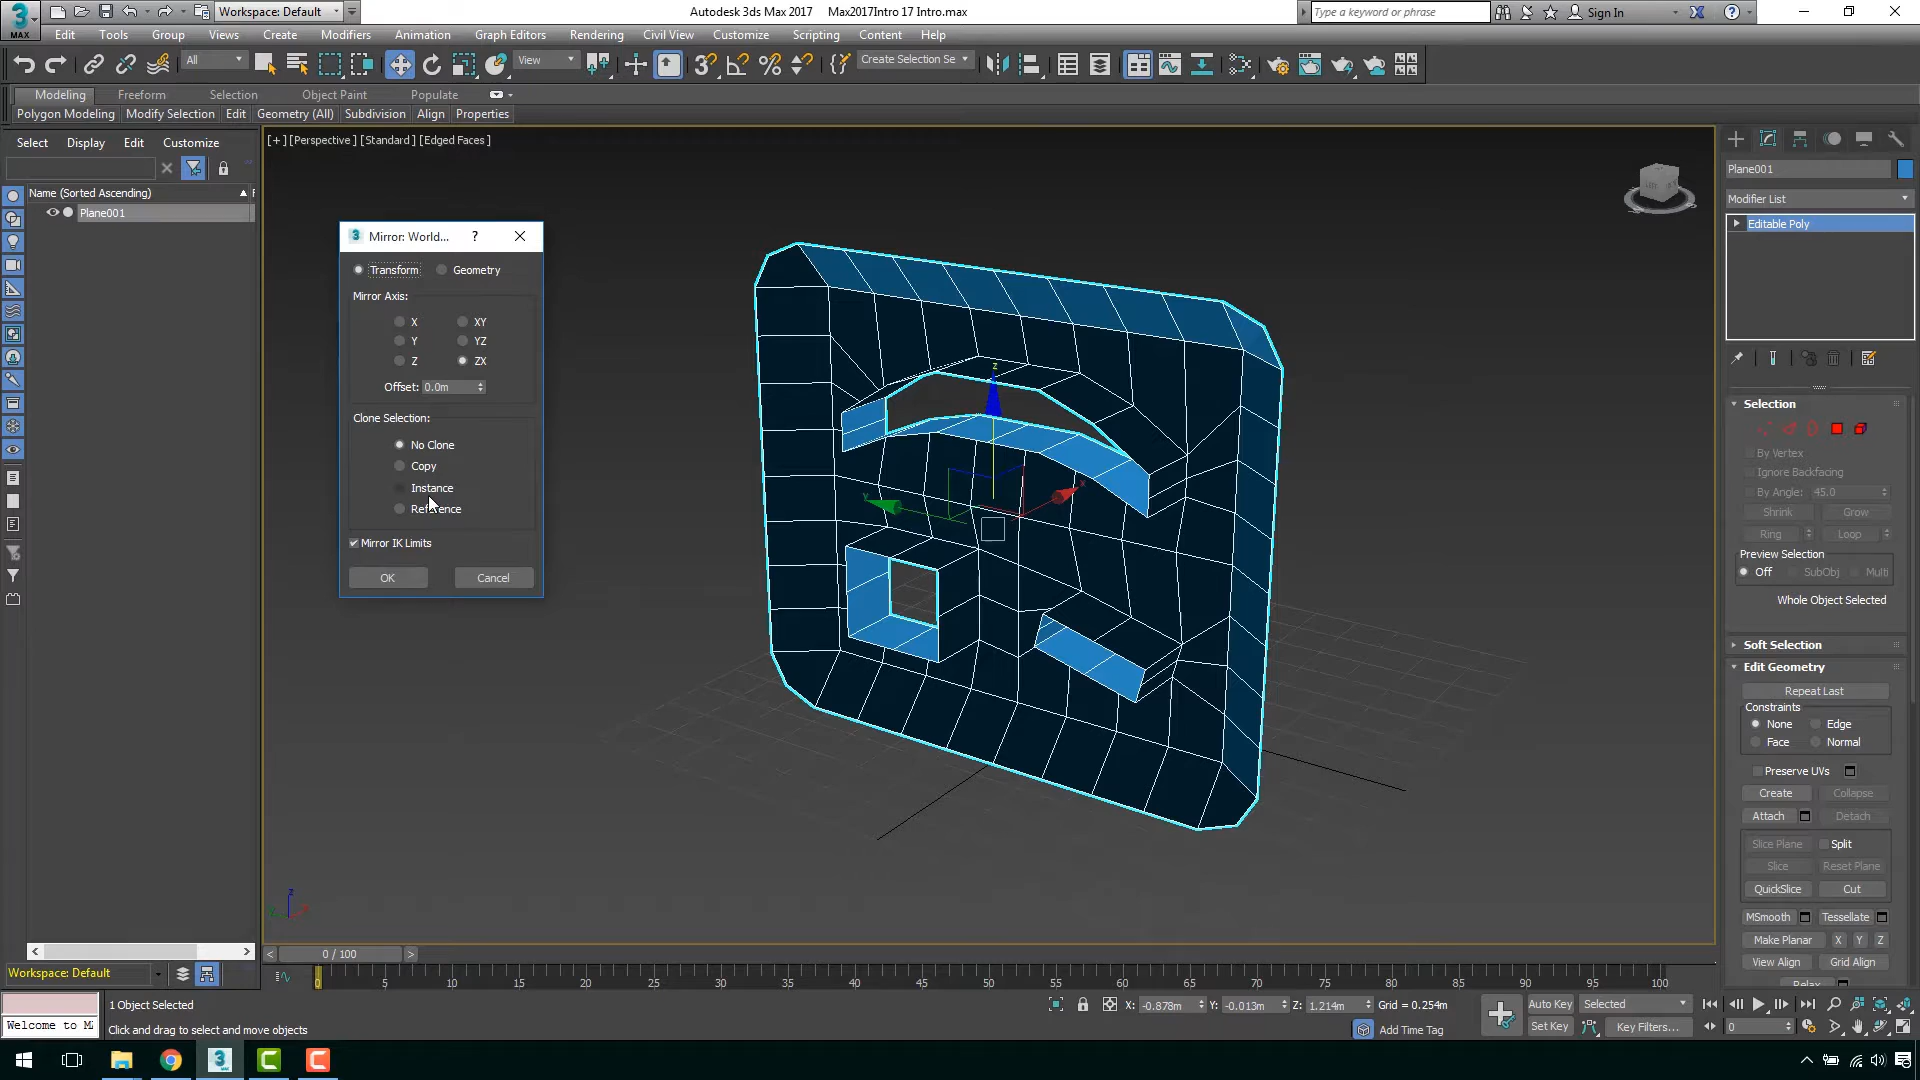 Workspace: Default
Autodesk 3ds Max 2017    Max2017Intro 17 Intro.max
Type a keyword or phrase
Sign In
MAX
Edit Tools Group Views Create Modifiers Animation Graph Editors Rendering Civil View Customize Scripting Content Help
All
View
Create Selection Se
Modeling Freeform Selection Object Paint Populate
Polygon Modeling Modify Selection Edit Geometry (All) Subdivision Align Properties
Select Display Edit Customize
Name (Sorted Ascending)
Plane001
[+] [Perspective] [Standard] [Edged Faces]
3 Mirror: World... ?
Transform Geometry
Mirror Axis:
X XY
Y YZ
Z ZX
Offset: 0.0m
Clone Selection:
No Clone
Copy
Instance
Reference
Mirror IK Limits
OK Cancel
z
x
y
Plane001
Modifier List
Editable Poly
Selection
By Vertex
Ignore Backfacing
By Angle: 45.0
Shrink Grow
Ring Loop
Preview Selection
Off SubObj Multi
Whole Object Selected
Soft Selection
Edit Geometry
Repeat Last
Constraints
None Edge
Face Normal
Preserve UVs
Create Collapse
Attach Detach
Slice Plane Split
Slice Reset Plane
QuickSlice Cut
MSmooth Tessellate
Make Planar X Y Z
View Align Grid Align
Relax
< 0 / 100 >
0 5 10 15 20 25 30 35 40 45 50 55 60 65 70 75 80 85 90 95 100
Workspace: Default
1 Object Selected
Welcome to M
Click and drag to select and move objects
X: -0.878m Y: -0.013m Z: 1.214m Grid = 0.254m
Add Time Tag
Auto Key Selected
Set Key Key Filters...
0